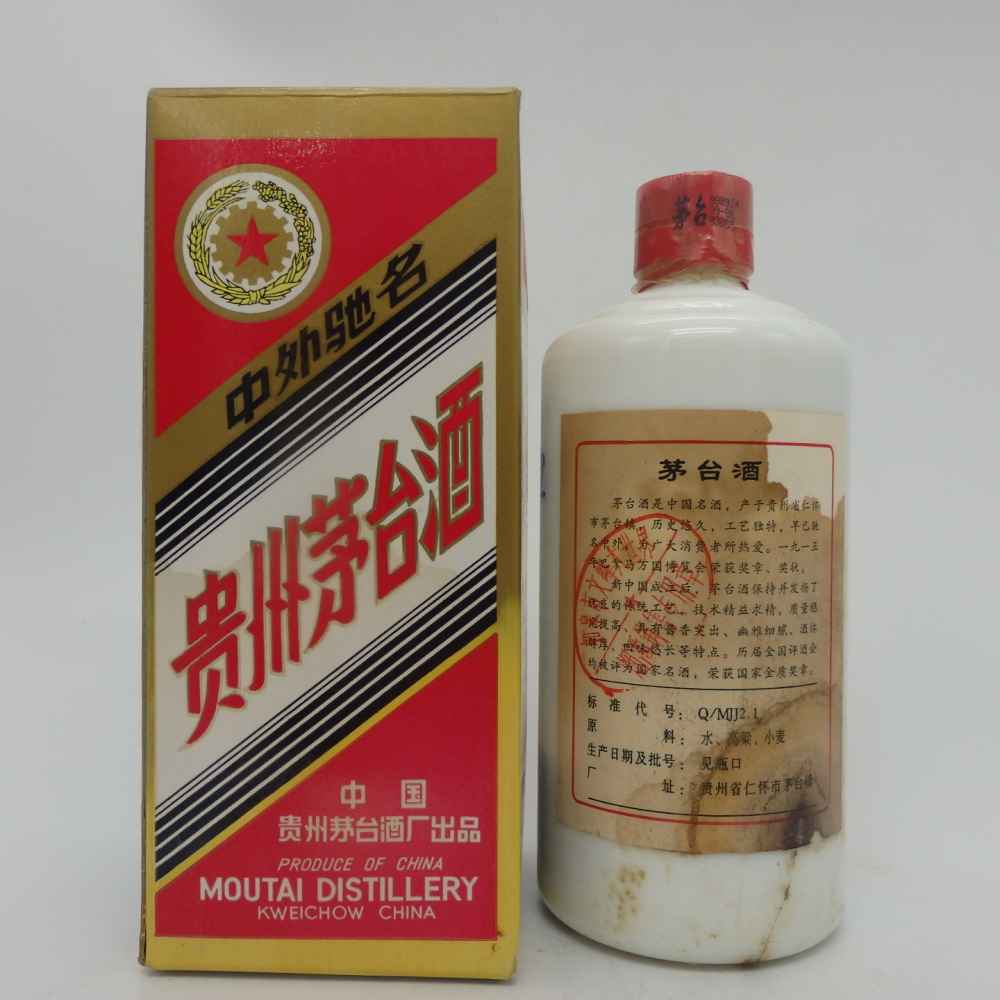 中外驰名
贵州茅台酒
中国
贵州茅台酒厂出品
PRODUCE OF CHINA
MOUTAI DISTILLERY
KWEICHOW CHINA
茅台
茅台酒
茅台酒是中国名酒，产于贵州省仁怀
市茅台镇，历史悠久，工艺独特，早已驰
名中外，为广大消费者所热爱。一九一五
年巴拿马万国博览会荣获奖章、奖状。
新中国成立后，茅台酒保持并发扬了
优良的传统工艺，技术精益求精，质量稳
定提高，具有酱香突出、幽雅细腻、酒体
醇厚、回味悠长等特点。历届全国评酒会
均被评为国家名酒，荣获国家金质奖章。
标准代号：Q/MJJ2.1
原料：水、高粱、小麦
生产日期及批号：见瓶口
厂址：贵州省仁怀市茅台镇